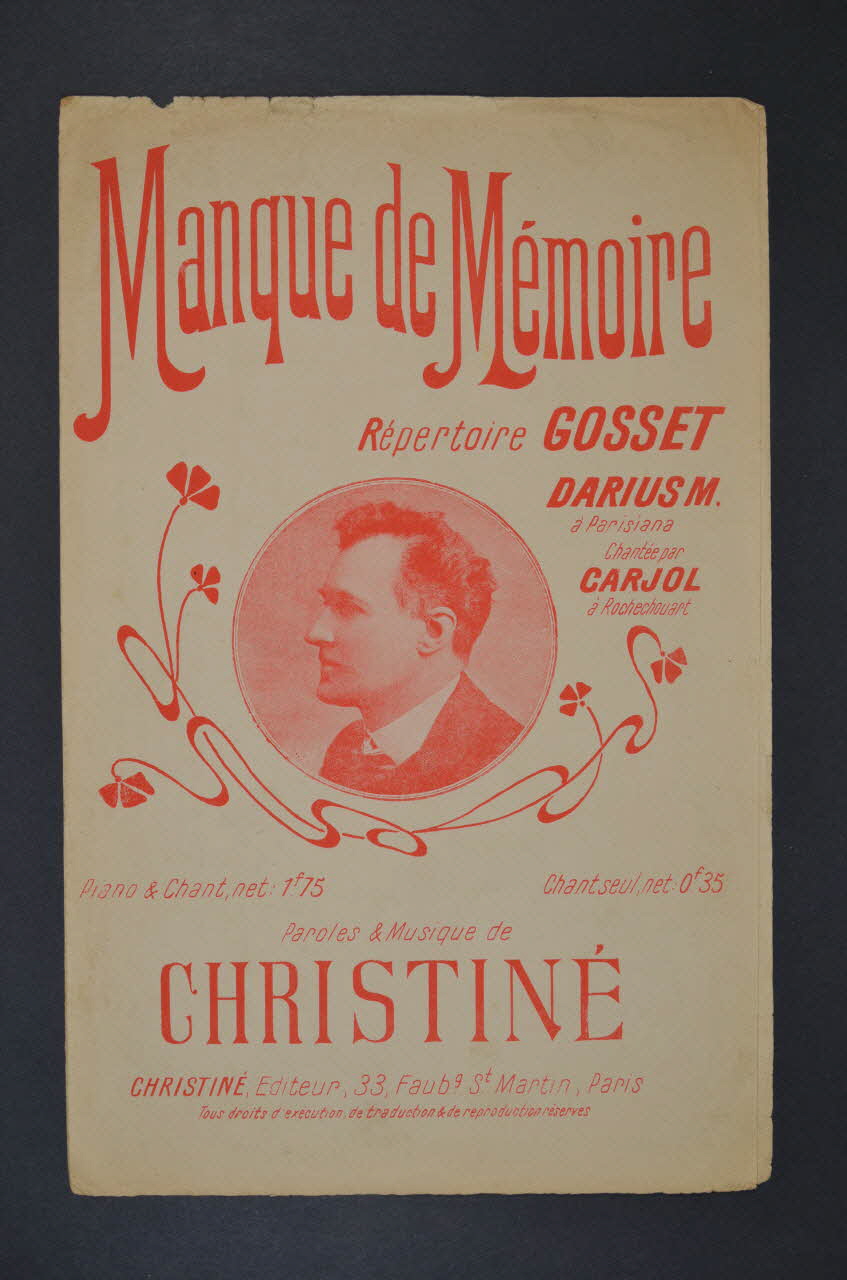 Manque de Mémoire
Répertoire GOSSET
DARIUS M.
à Parisiana
Chantée par
CARJOL
à Rochechouart
Piano & Chant, net: 1f75
Chant seul, net: 0f35
Paroles & Musique de
CHRISTINÉ
CHRISTINÉ, Editeur, 33, Faubg St Martin, Paris
Tous droits d'exécution, de traduction & de reproduction réservés